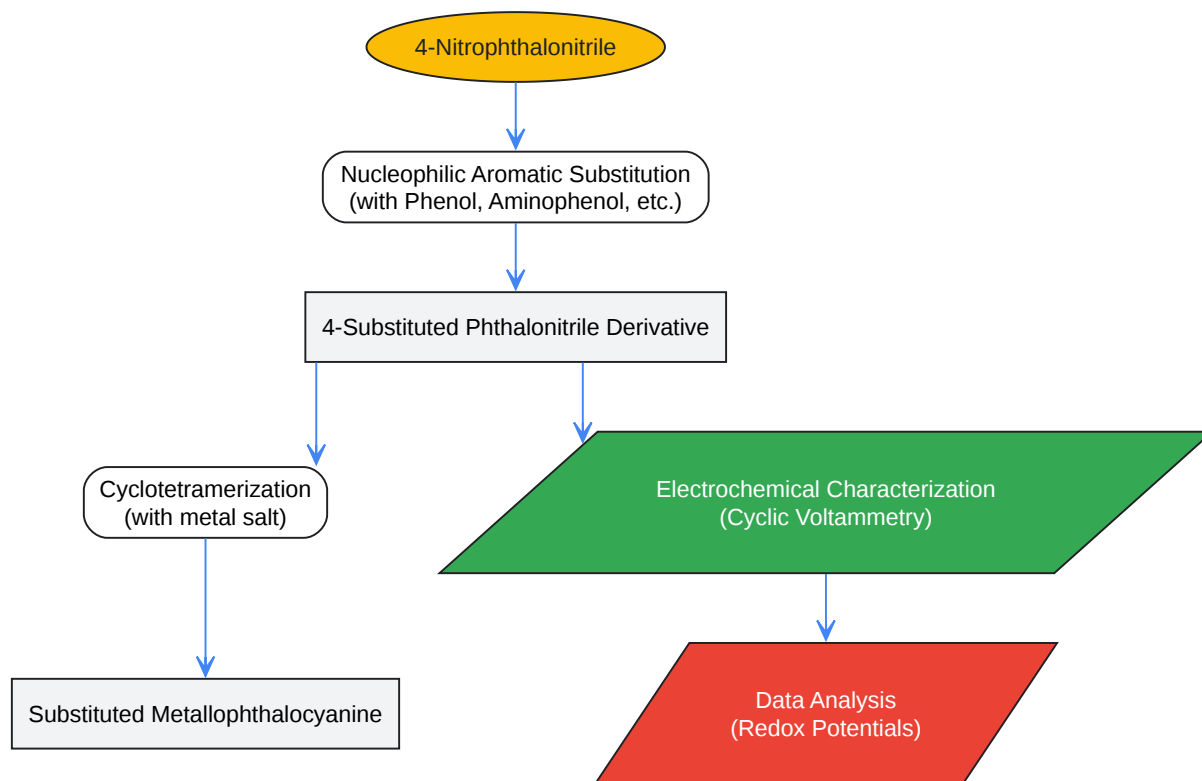 4-Nitrophthalonitrile
Nucleophilic Aromatic Substitution
(with Phenol, Aminophenol, etc.)
4-Substituted Phthalonitrile Derivative
Cyclotetramerization
(with metal salt)
Electrochemical Characterization
(Cyclic Voltammetry)
Substituted Metallophthalocyanine
Data Analysis
(Redox Potentials)